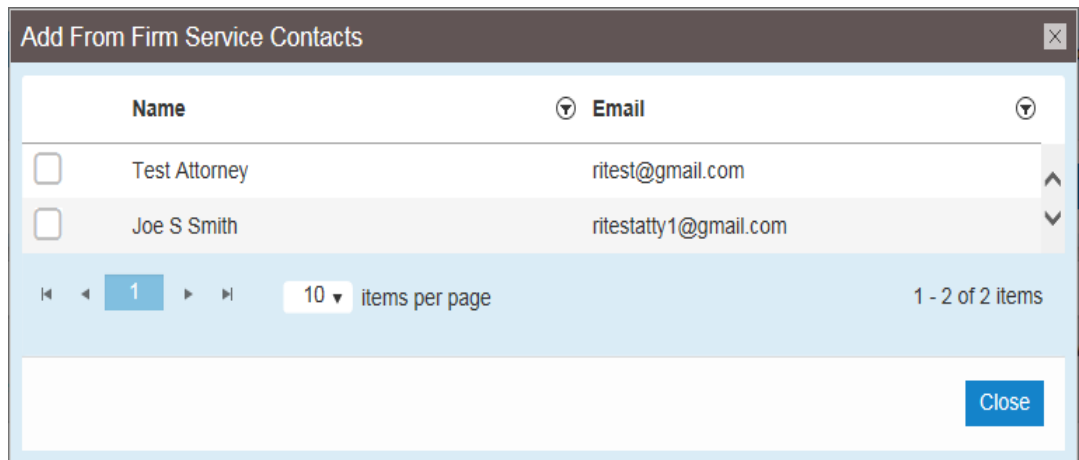 Add From Firm Service Contacts
Name Email
Test Attorney ritest@gmail.com
Joe S Smith ritestatty1@gmail.com
1 10 items per page 1 - 2 of 2 items
Close